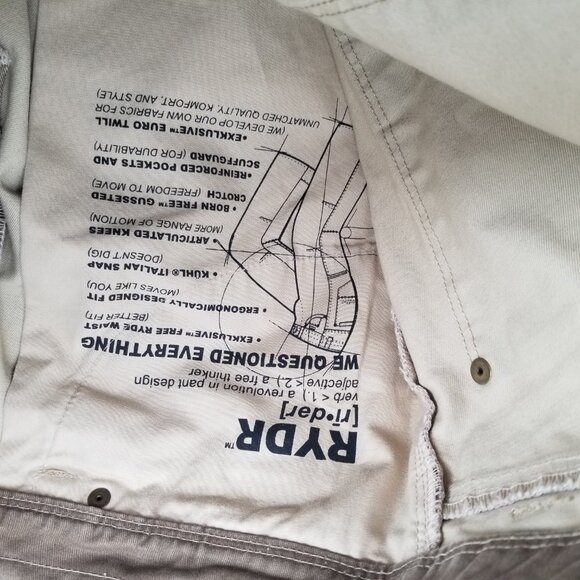 RYDR™
[ri•der]
verb < 1.) a revolution in pant design
adjective < 2.) a free thinker
WE QUESTIONED EVERYTHING
• EXKLUSIVE™ FREE RYDE WAIST
(BETTER FIT)
• ERGONOMICALLY DESIGNED FIT
(MOVES LIKE YOU)
• KÜHL® ITALIAN SNAP
(DOESN'T DIG)
• ARTICULATED KNEES
(MORE RANGE OF MOTION)
• BORN FREE™ GUSSETED
CROTCH (FREEDOM TO MOVE)
•REINFORCED POCKETS AND
SCUFFGUARD (FOR DURABILITY)
•EXKLUSIVE™ EURO TWILL
(WE DEVELOP OUR OWN FABRICS FOR
UNMATCHED QUALITY, KOMFORT, AND STYLE)